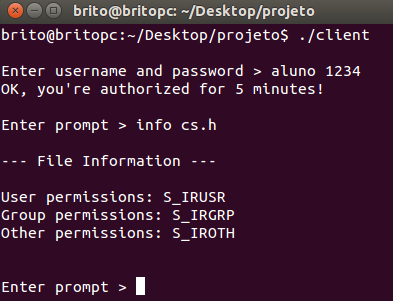 brito@britopc: ~/Desktop/projeto
brito@britopc:~/Desktop/projeto$ ./client
Enter username and password > aluno 1234
OK, you're authorized for 5 minutes!
Enter prompt > info cs.h
--- File Information ---
User permissions: S_IRUSR
Group permissions: S_IRGRP
Other permissions: S_IROTH
Enter prompt >